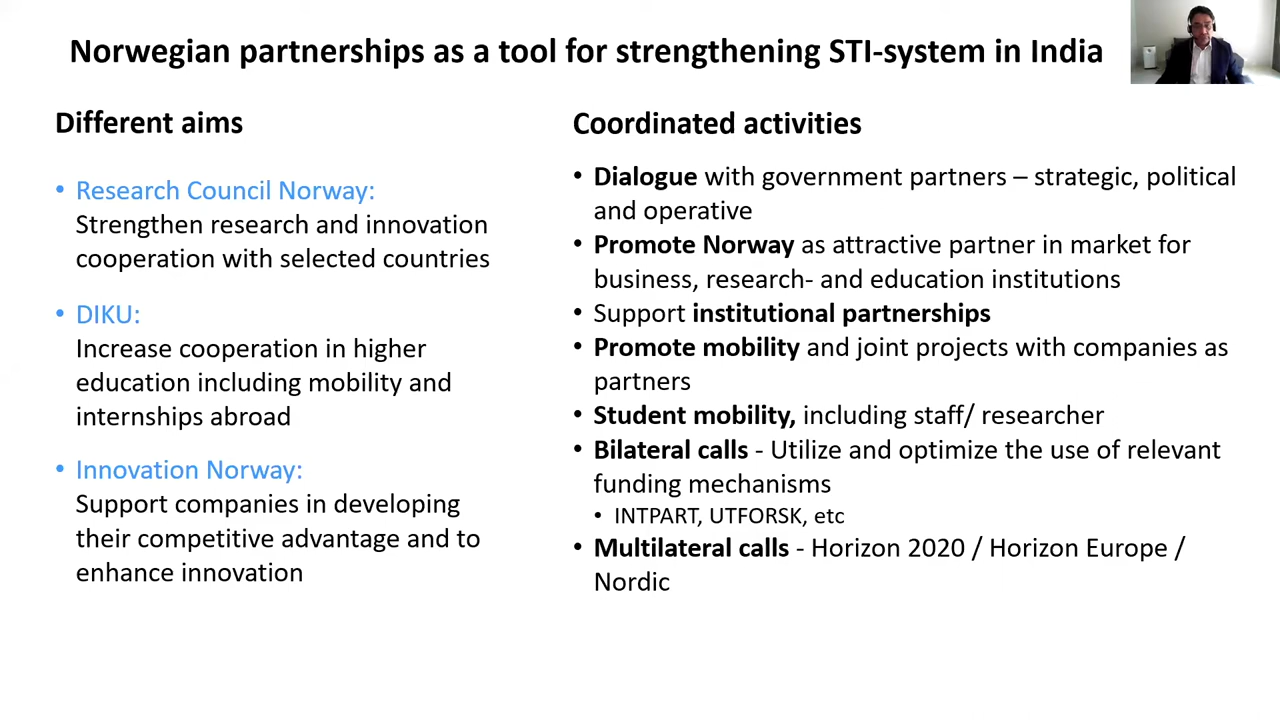 Norwegian partnerships as a tool for strengthening STI-system in India
Different aims
• Research Council Norway:
Strengthen research and innovation
cooperation with selected countries
• DIKU:
Increase cooperation in higher
education including mobility and
internships abroad
• Innovation Norway:
Support companies in developing
their competitive advantage and to
enhance innovation
Coordinated activities
• Dialogue with government partners – strategic, political
and operative
• Promote Norway as attractive partner in market for
business, research- and education institutions
• Support institutional partnerships
• Promote mobility and joint projects with companies as
partners
• Student mobility, including staff/ researcher
• Bilateral calls - Utilize and optimize the use of relevant
funding mechanisms
• INTPART, UTFORSK, etc
• Multilateral calls - Horizon 2020 / Horizon Europe /
Nordic